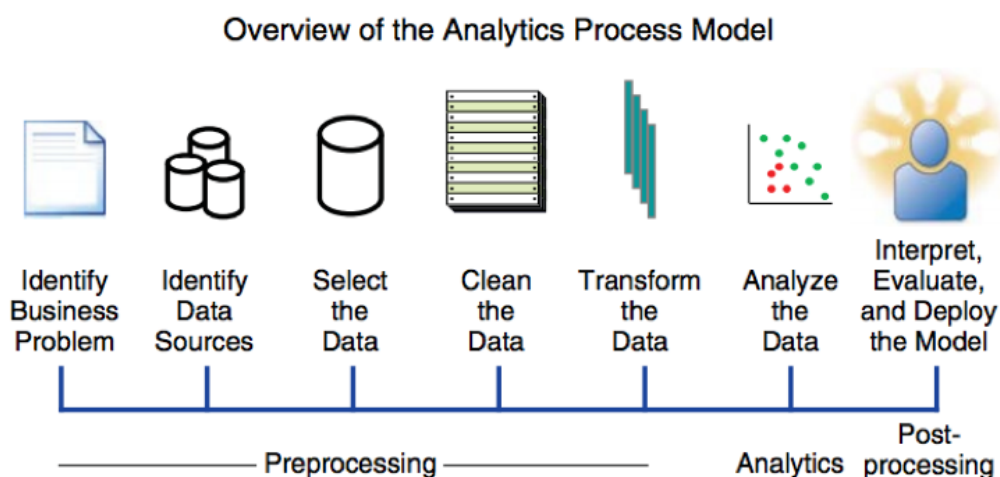 Overview of the Analytics Process Model
Identify
Business
Problem
Identify
Data
Sources
Select
the
Data
Clean
the
Data
Transform
the
Data
Analyze
the
Data
Interpret,
Evaluate,
and Deploy
the Model
Preprocessing
Analytics
Post-
processing